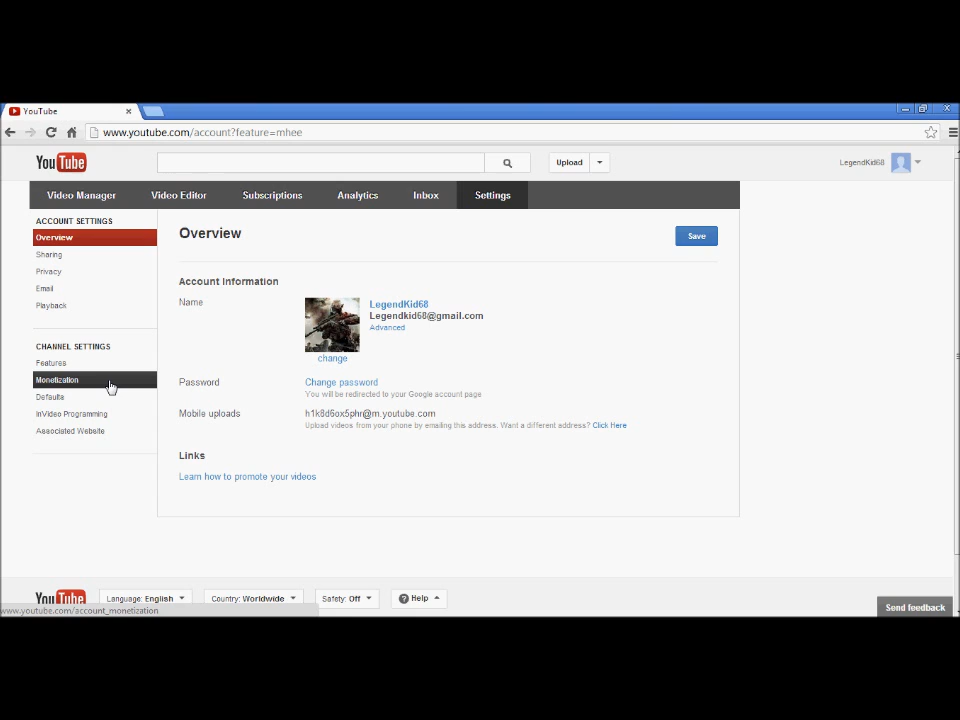 YouTube
www.youtube.com/account?feature=mhee
YouTube
Upload
LegendKid68
Video Manager
Video Editor
Subscriptions
Analytics
Inbox
Settings
ACCOUNT SETTINGS
Overview
Sharing
Privacy
Email
Playback
CHANNEL SETTINGS
Features
Monetization
Defaults
InVideo Programming
Associated Website
Overview
Save
Account Information
Name
LegendKid68
Legendkid68@gmail.com
Advanced
change
Password
Change password
You will be redirected to your Google account page
Mobile uploads
h1k8d6ox5phr@m.youtube.com
Upload videos from your phone by emailing this address. Want a different address? Click Here
Links
Learn how to promote your videos
YouTube
Language: English
Country: Worldwide
Safety: Off
Help
www.youtube.com/account_monetization
Send feedback